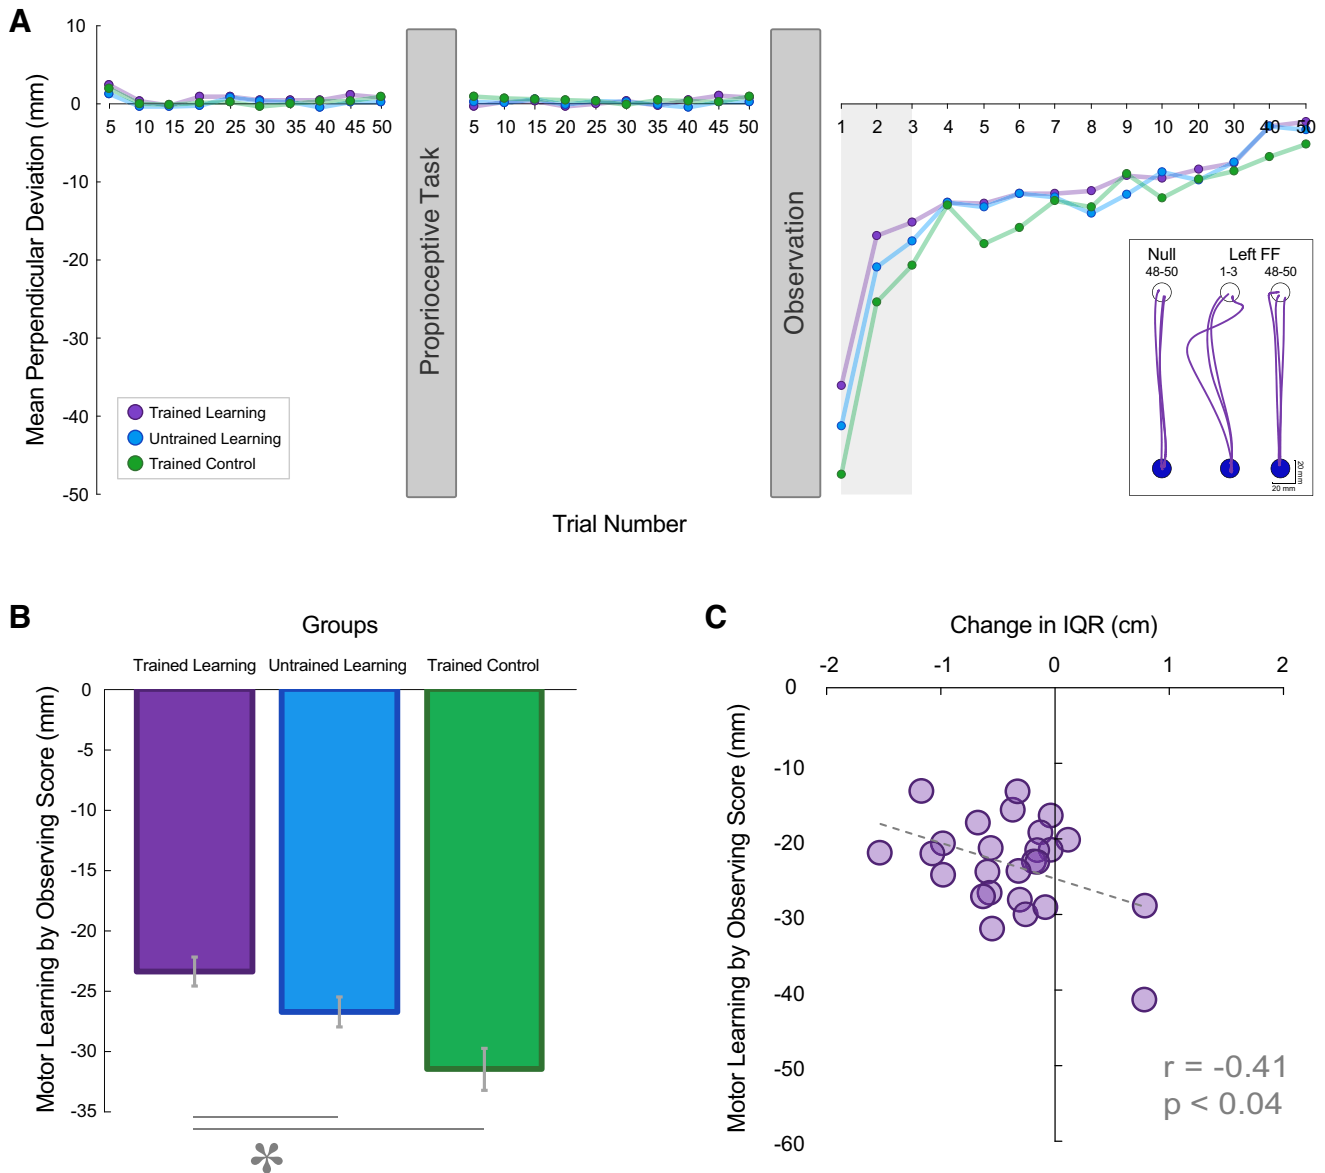 A
Mean Perpendicular Deviation (mm)
10
0
-10
-20
-30
-40
-50
5 10 15 20 25 30 35 40 45 50
Proprioceptive Task
5 10 15 20 25 30 35 40 45 50
Observation
1 2 3 4 5 6 7 8 9 10 20 30 40 50
Trained Learning
Untrained Learning
Trained Control
Null Left FF
48-50 1-3 48-50
20 mm
20 mm
Trial Number
B
Groups
Trained Learning Untrained Learning Trained Control
Motor Learning by Observing Score (mm)
0
-5
-10
-15
-20
-25
-30
-35
*
C
Change in IQR (cm)
-2 -1 0 1 2
Motor Learning by Observing Score (mm)
0
-10
-20
-30
-40
-50
-60
r = -0.41
p < 0.04